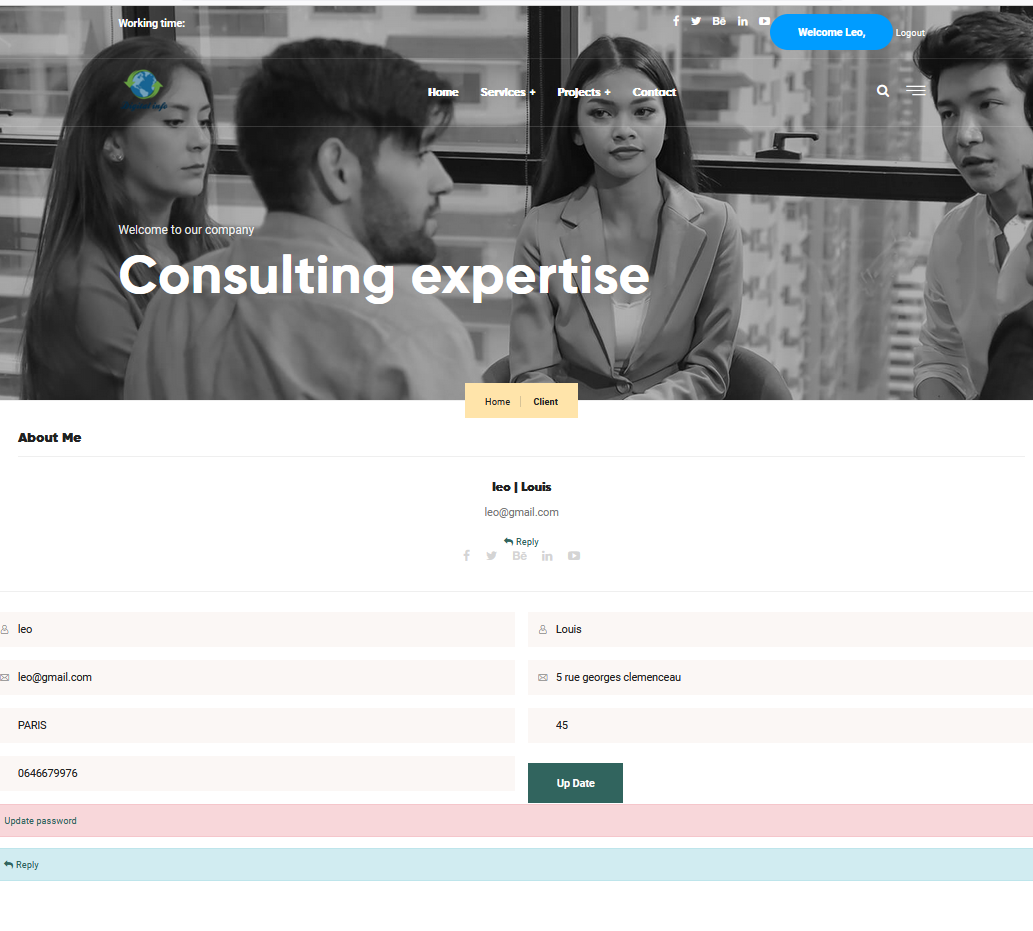 Working time:
Welcome Leo,
Logout
Home Services + Projects + Contact
Welcome to our company
Consulting expertise
Home Client
About Me
leo | Louis
leo@gmail.com
Reply
leo
Louis
leo@gmail.com
5 rue georges clemenceau
PARIS
45
0646679976
Up Date
Update password
Reply